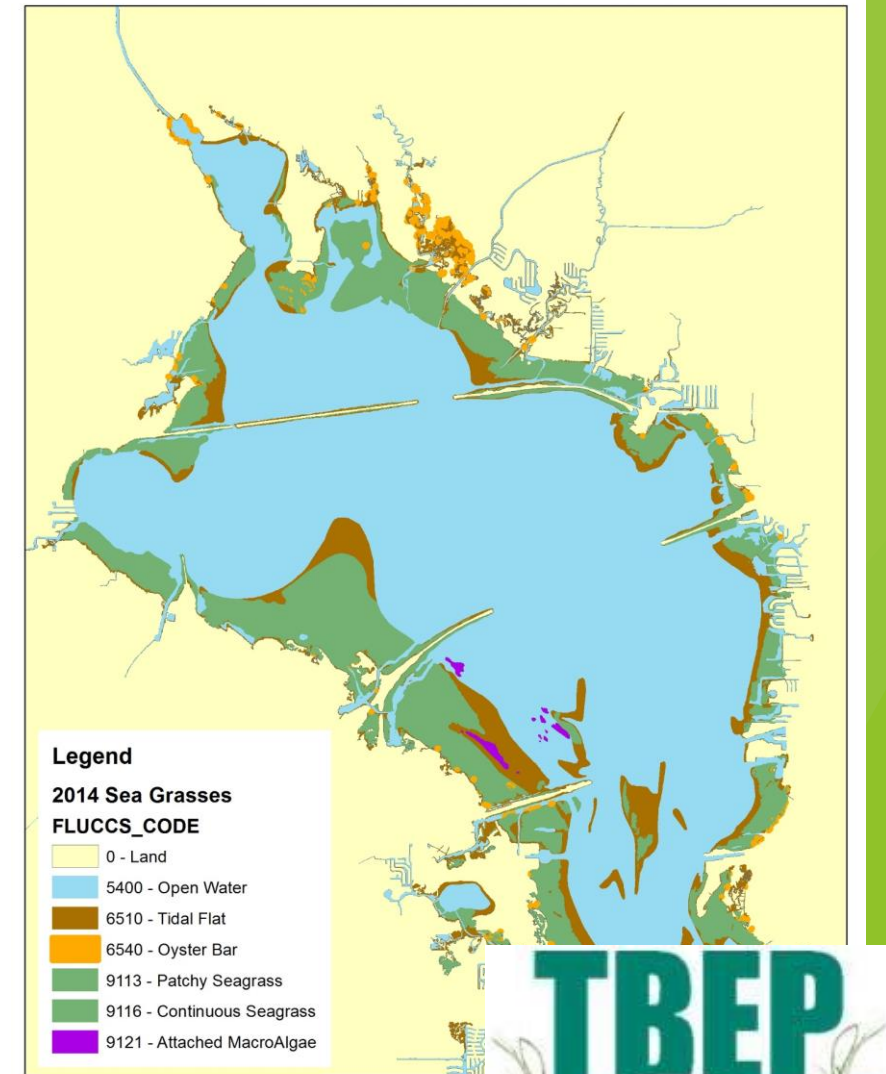 Legend
2014 Sea Grasses
FLUCCS_CODE
0 - Land
5400 - Open Water
6510 - Tidal Flat
6540 - Oyster Bar
9113 - Patchy Seagrass
9116 - Continuous Seagrass
9121 - Attached MacroAlgae
TBEP